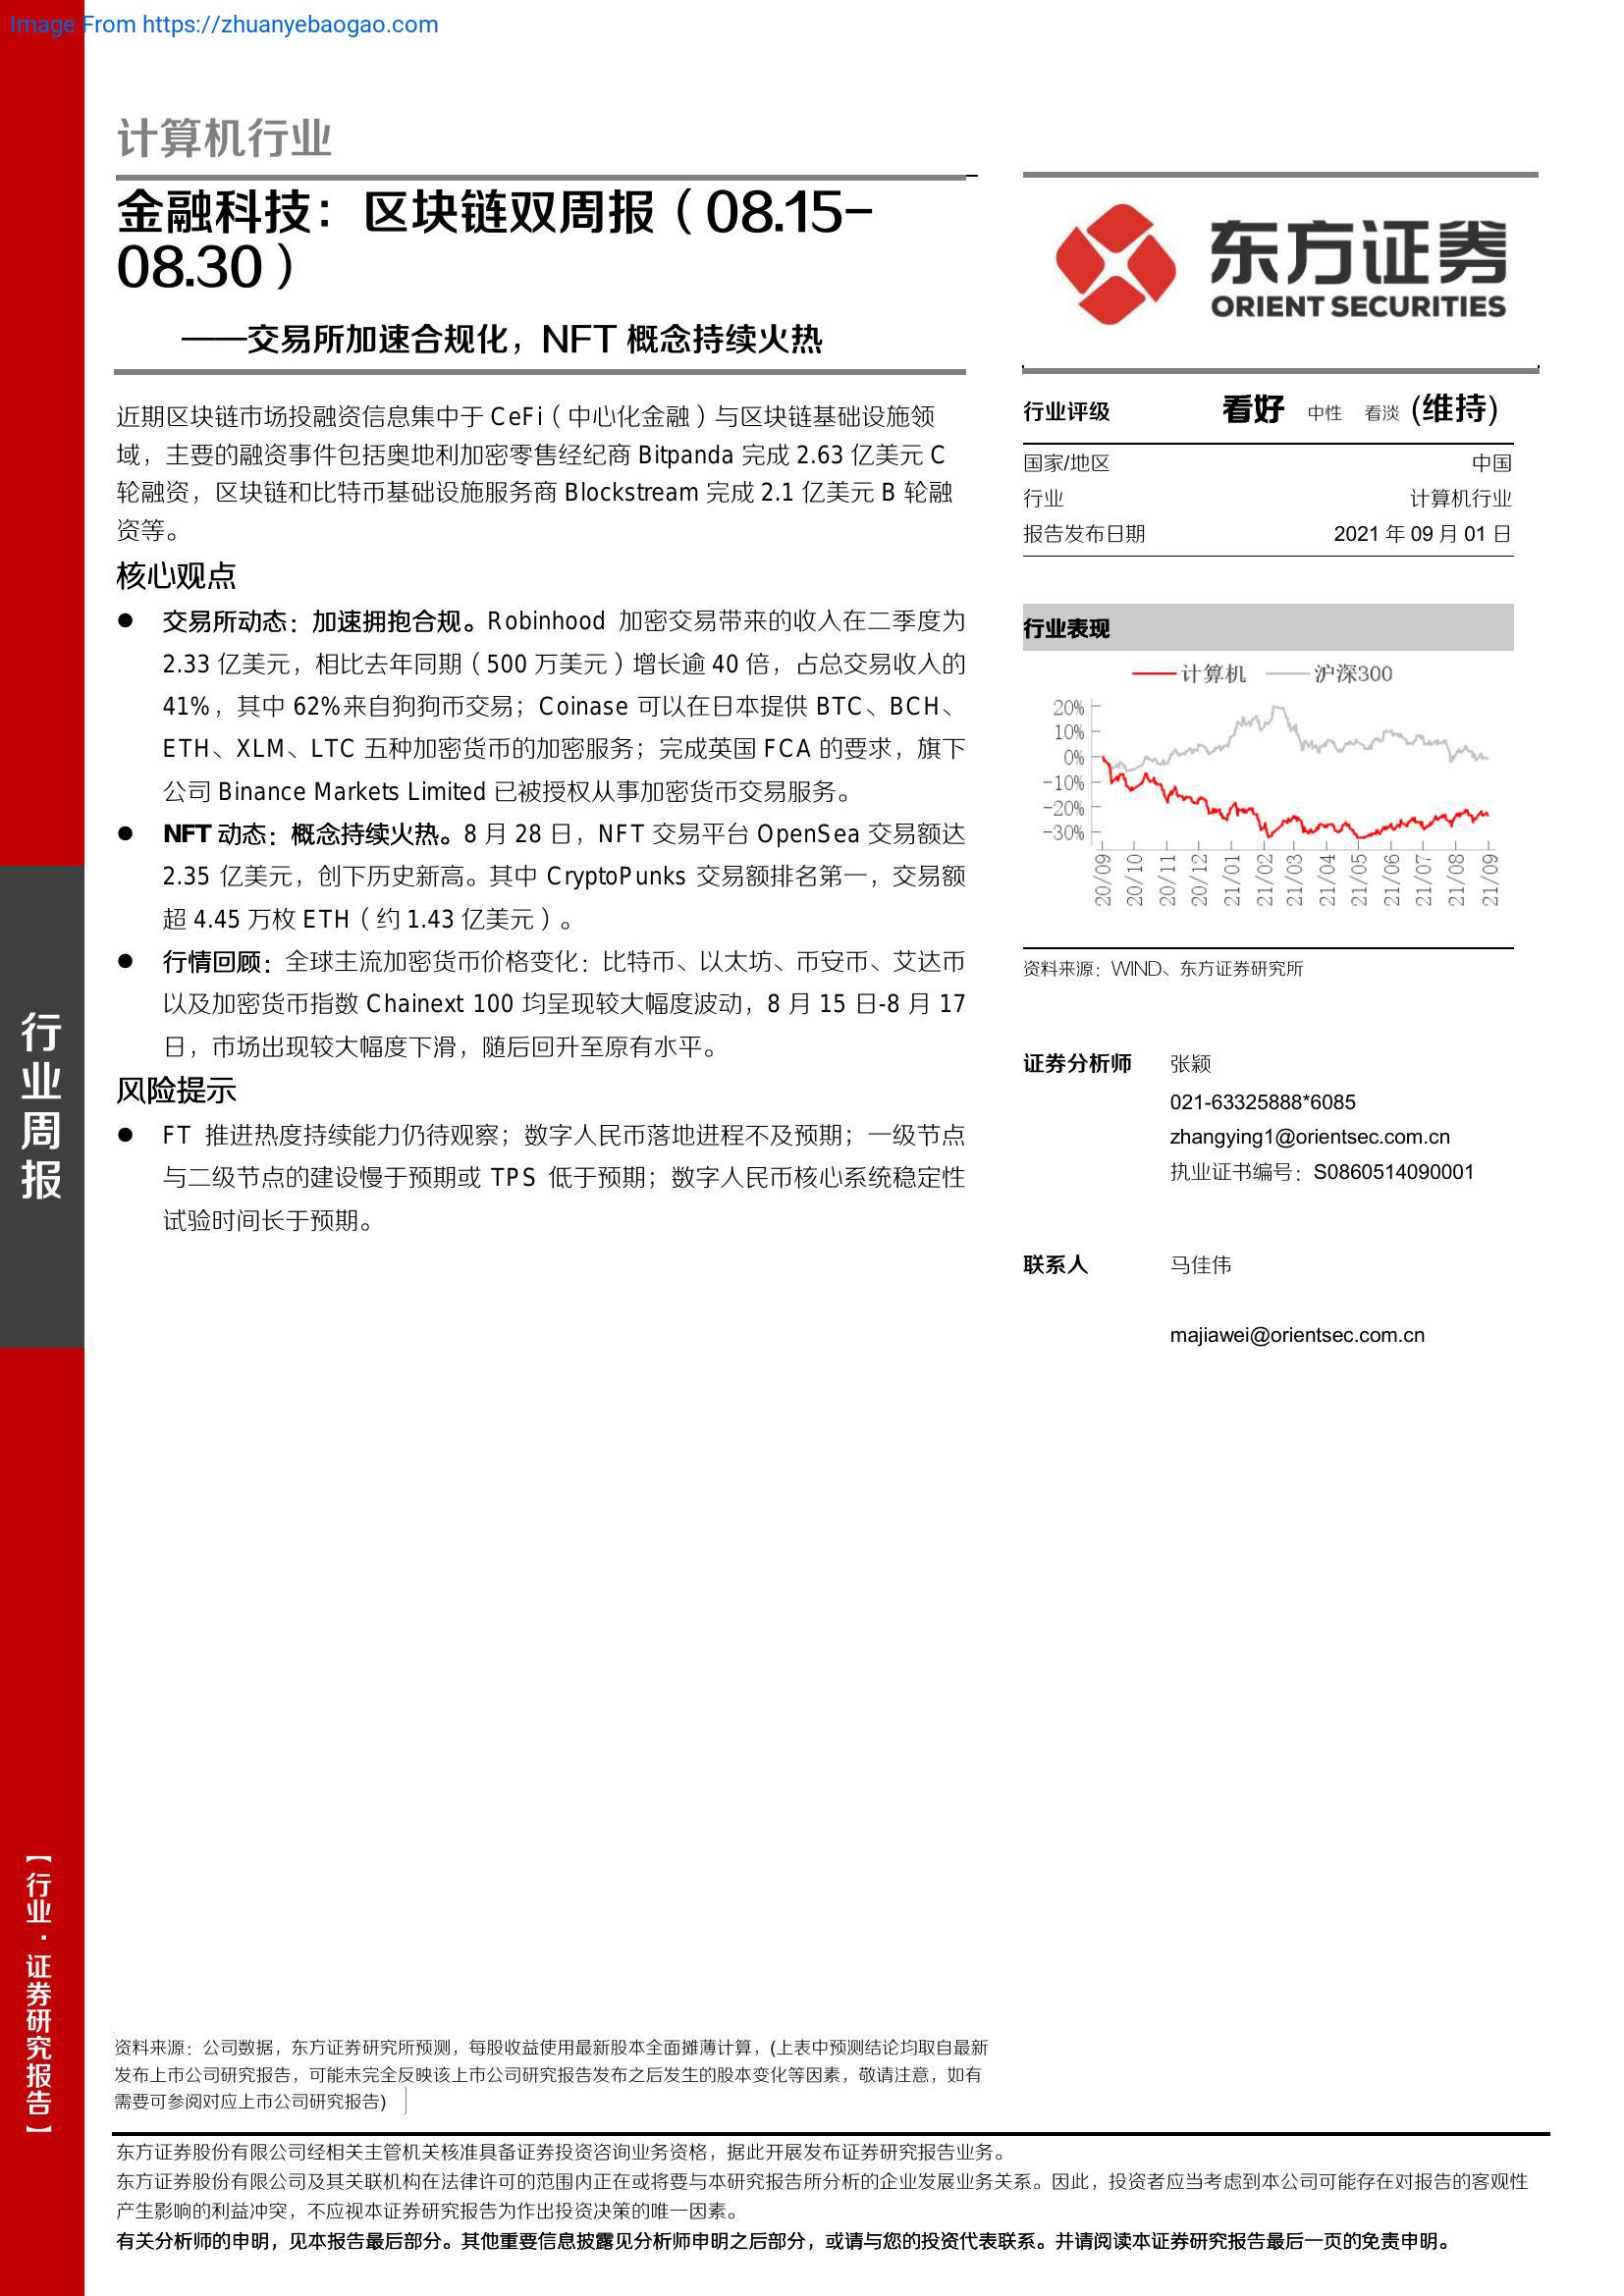 Image From https://zhuanyebaogao.com
计算机行业
金融科技：区块链双周报（08.15-
08.30）
——交易所加速合规化，NFT 概念持续火热
近期区块链市场投融资信息集中于 CeFi（中心化金融）与区块链基础设施领
域，主要的融资事件包括奥地利加密零售经纪商 Bitpanda 完成 2.63 亿美元 C
轮融资，区块链和比特币基础设施服务商 Blockstream 完成 2.1 亿美元 B 轮融
资等。
核心观点
● 交易所动态：加速拥抱合规。Robinhood 加密交易带来的收入在二季度为
2.33 亿美元，相比去年同期（500 万美元）增长逾 40 倍，占总交易收入的
41%，其中 62%来自狗狗币交易；Coinase 可以在日本提供 BTC、BCH、
ETH、XLM、LTC 五种加密货币的加密服务；完成英国 FCA 的要求，旗下
公司 Binance Markets Limited 已被授权从事加密货币交易服务。
● NFT 动态：概念持续火热。8 月 28 日，NFT 交易平台 OpenSea 交易额达
2.35 亿美元，创下历史新高。其中 CryptoPunks 交易额排名第一，交易额
超 4.45 万枚 ETH（约 1.43 亿美元）。
● 行情回顾：全球主流加密货币价格变化：比特币、以太坊、币安币、艾达币
以及加密货币指数 Chainext 100 均呈现较大幅度波动，8 月 15 日-8 月 17
日，市场出现较大幅度下滑，随后回升至原有水平。
风险提示
● FT 推进热度持续能力仍待观察；数字人民币落地进程不及预期；一级节点
与二级节点的建设慢于预期或 TPS 低于预期；数字人民币核心系统稳定性
试验时间长于预期。
东方证券
ORIENT SECURITIES
行业评级 看好 中性 看淡 (维持)
国家/地区 中国
行业 计算机行业
报告发布日期 2021 年 09 月 01 日
行业表现
计算机 沪深300
20%
10%
0%
-10%
-20%
-30%
20/09 20/10 20/11 20/12 21/01 21/02 21/03 21/04 21/05 21/06 21/07 21/08 21/09
资料来源：WIND、东方证券研究所
证券分析师 张颖
021-63325888*6085
zhangying1@orientsec.com.cn
执业证书编号：S0860514090001
联系人 马佳伟
majiawei@orientsec.com.cn
行业周报
【行业·证券研究报告】
资料来源：公司数据，东方证券研究所预测，每股收益使用最新股本全面摊薄计算，(上表中预测结论均取自最新
发布上市公司研究报告，可能未完全反映该上市公司研究报告发布之后发生的股本变化等因素，敬请注意，如有
需要可参阅对应上市公司研究报告)
东方证券股份有限公司经相关主管机关核准具备证券投资咨询业务资格，据此开展发布证券研究报告业务。
东方证券股份有限公司及其关联机构在法律许可的范围内正在或将要与本研究报告所分析的企业发展业务关系。因此，投资者应当考虑到本公司可能存在对报告的客观性
产生影响的利益冲突，不应视本证券研究报告为作出投资决策的唯一因素。
有关分析师的申明，见本报告最后部分。其他重要信息披露见分析师申明之后部分，或请与您的投资代表联系。并请阅读本证券研究报告最后一页的免责申明。